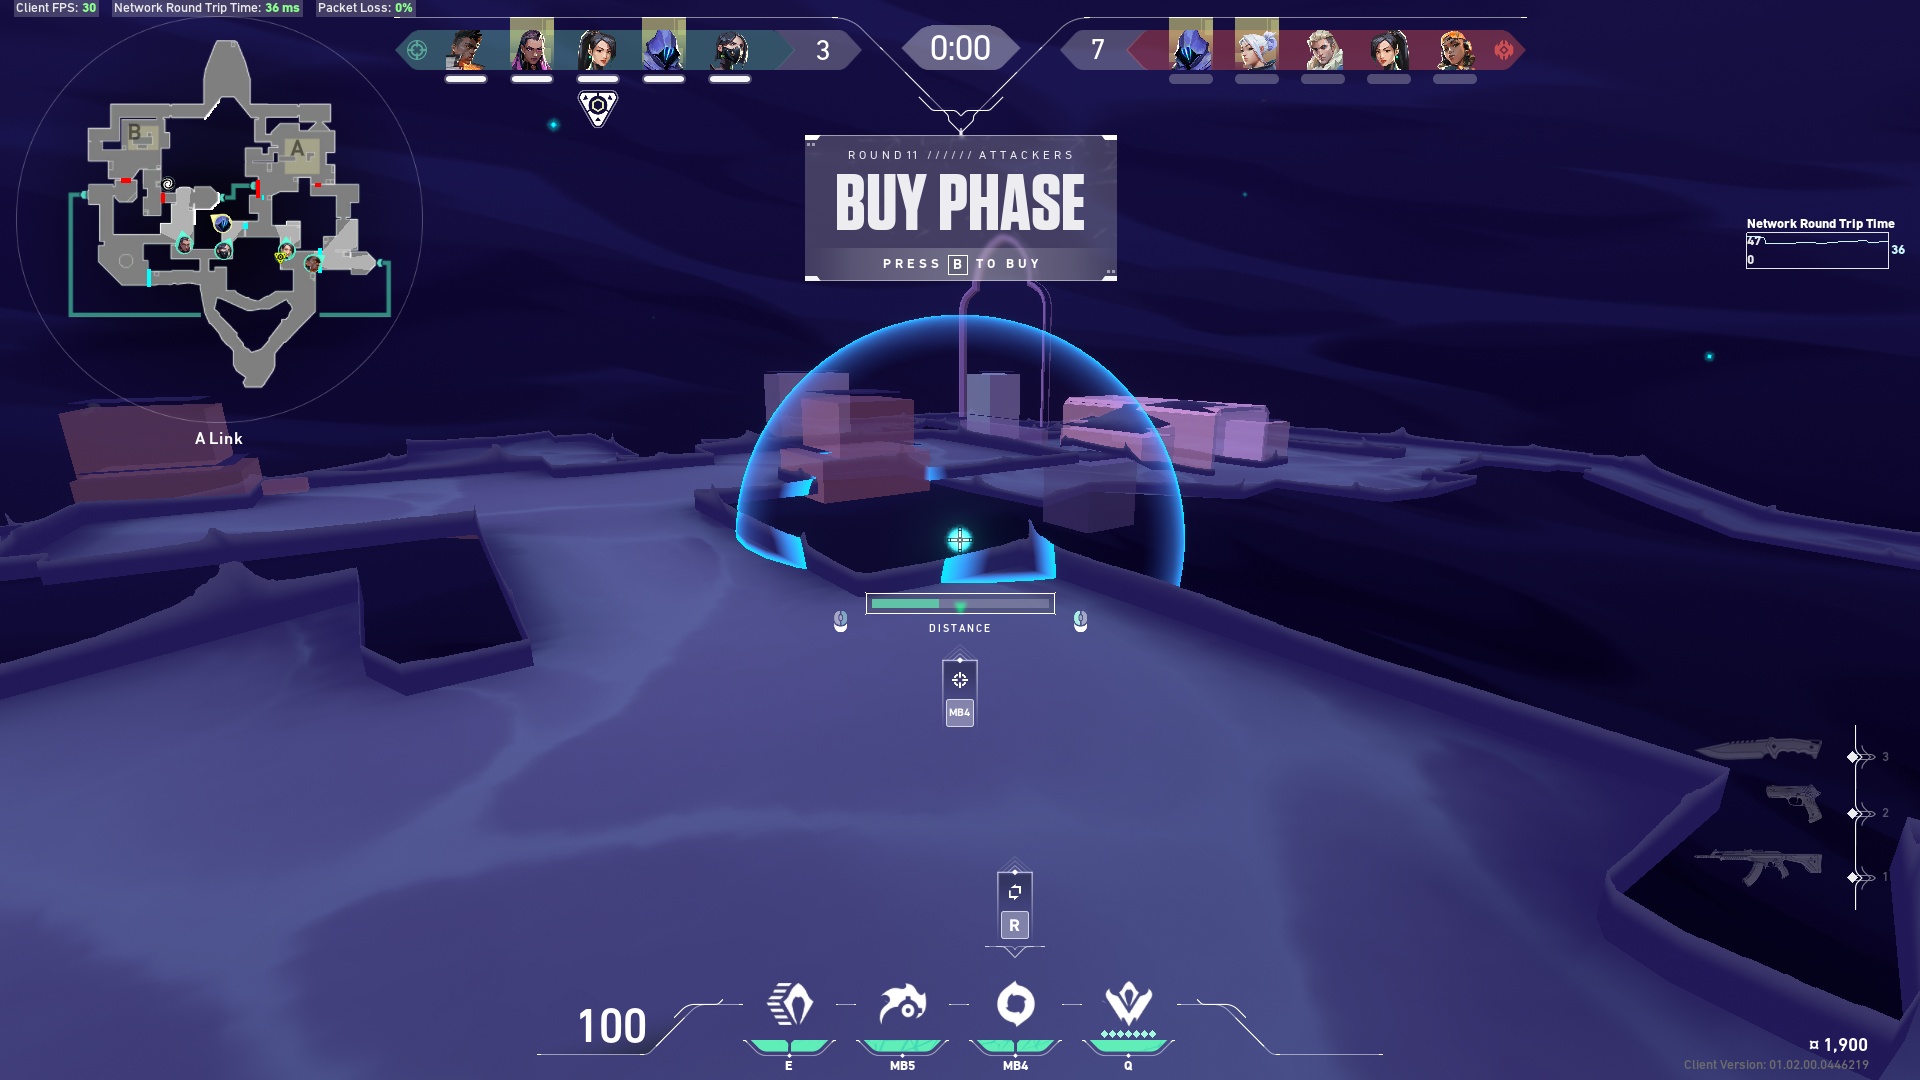 Client FPS: 30 Network Round Trip Time: 36 ms Packet Loss: 0%
3 0:00 7
B
A
A Link
ROUND 11 ////// ATTACKERS
BUY PHASE
PRESS B TO BUY
Network Round Trip Time
47
0
36
DISTANCE
MB4
3
2
1
R
100
E MB5 MB4 Q
¤ 1,900
Client Version: 01.02.00.0446219